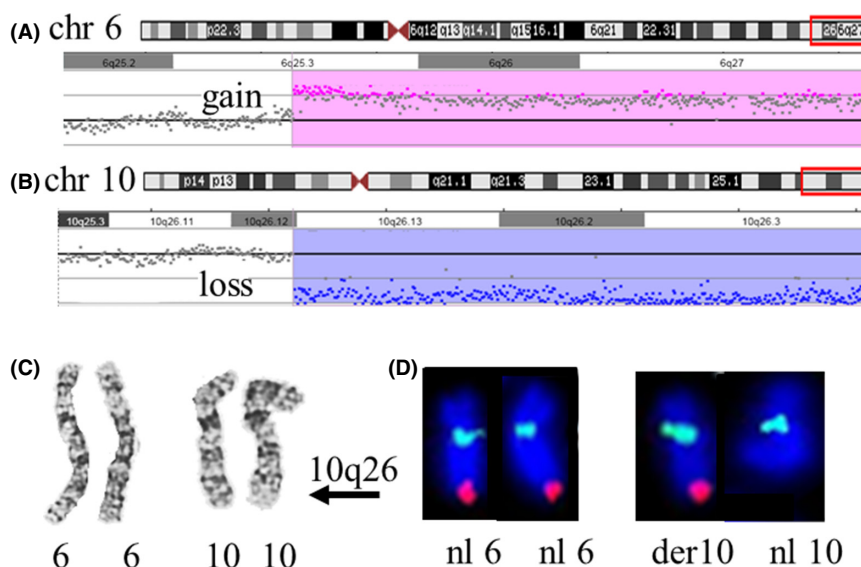 (A) chr 6 p22.3 6q12 q13 q14.1 q15 16.1 6q21 22.31 26 6q27
6q25.2 6q25.3 6q26 6q27
gain
(B) chr 10 p14 p13 q21.1 q21.3 23.1 25.1
10q25.3 10q26.11 10q26.12 10q26.13 10q26.2 10q26.3
loss
(C) (D)
10q26
6 6 10 10 nl 6 nl 6 der10 nl 10